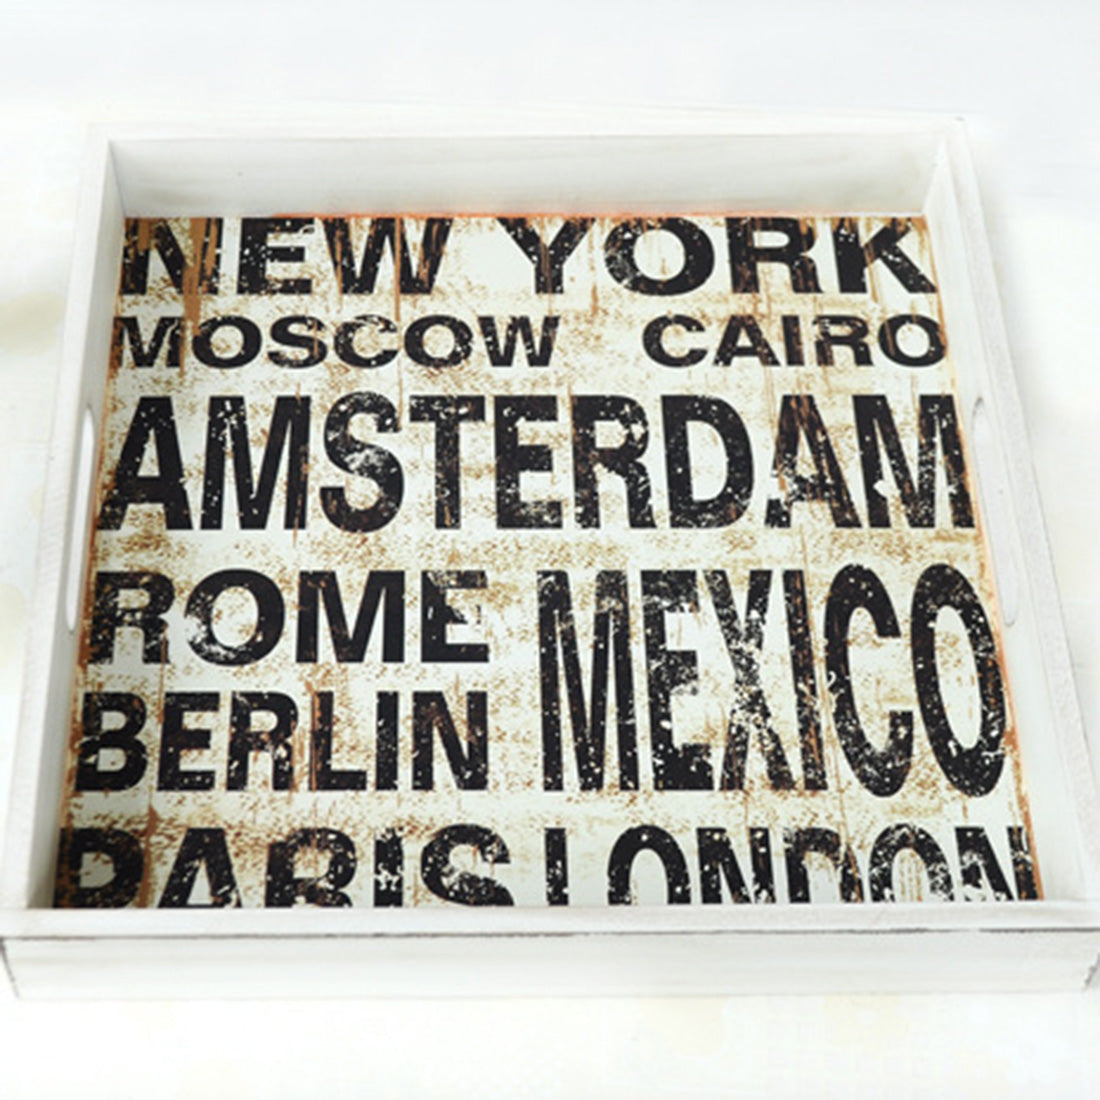 NEW YORK
MOSCOW CAIRO
AMSTERDAM
ROME MEXICO
BERLIN
PARIS LONDON